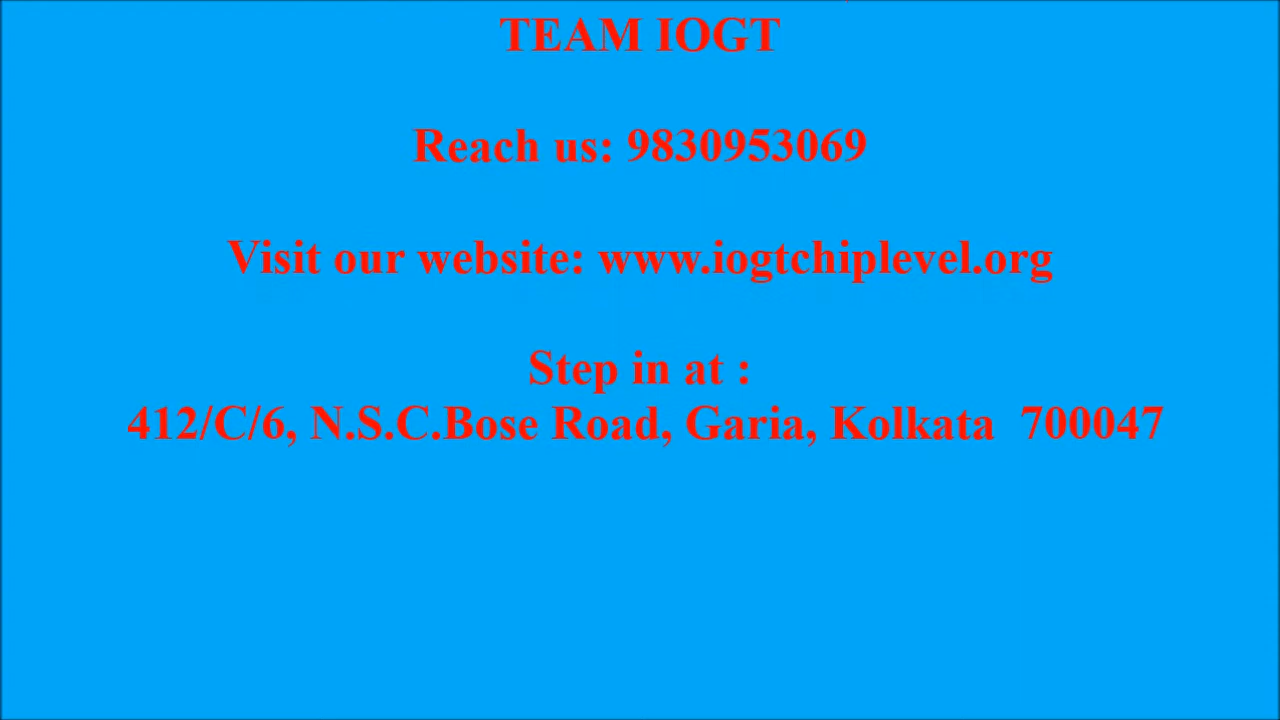 TEAM IOGT
Reach us: 9830953069
Visit our website: www.iogtchiplevel.org
Step in at :
412/C/6, N.S.C.Bose Road, Garia, Kolkata  700047